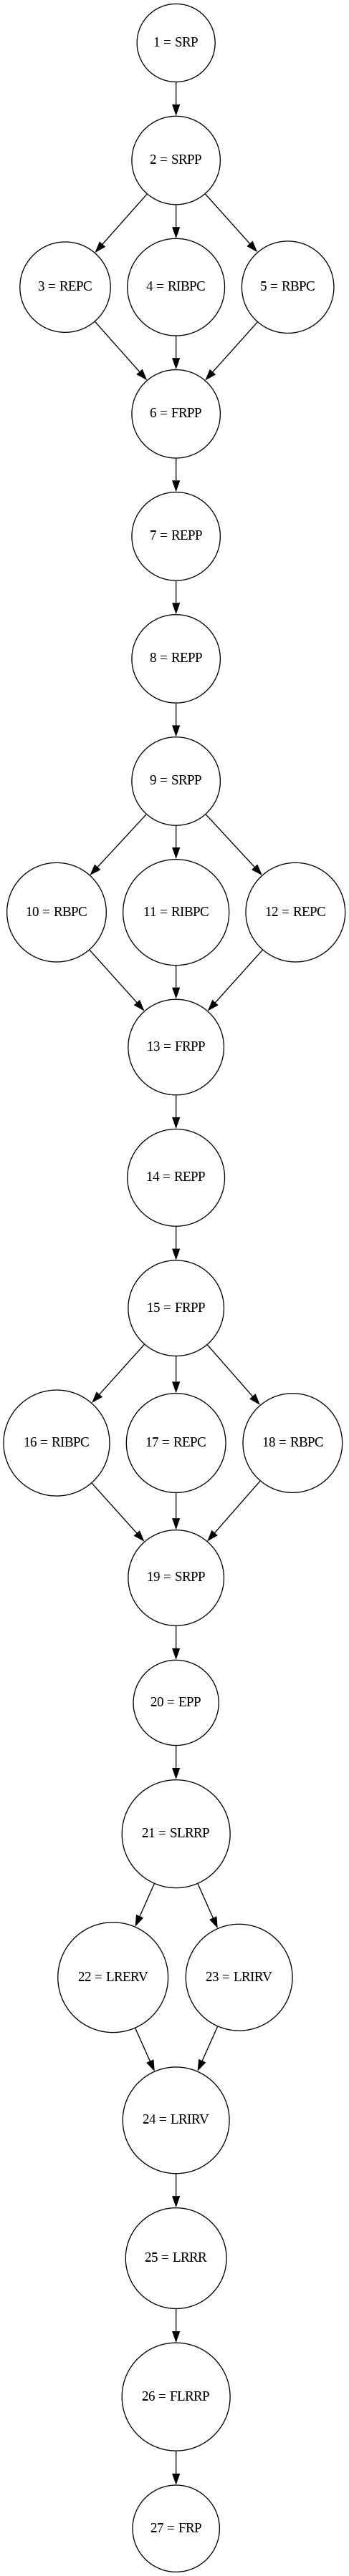 1 = SRP
2 = SRPP
3 = REPC
4 = RIBPC
5 = RBPC
6 = FRPP
7 = REPP
8 = REPP
9 = SRPP
10 = RBPC
11 = RIBPC
12 = REPC
13 = FRPP
14 = REPP
15 = FRPP
16 = RIBPC
17 = REPC
18 = RBPC
19 = SRPP
20 = EPP
21 = SLRRP
22 = LRERV
23 = LRIRV
24 = LRIRV
25 = LRRR
26 = FLRRP
27 = FRP